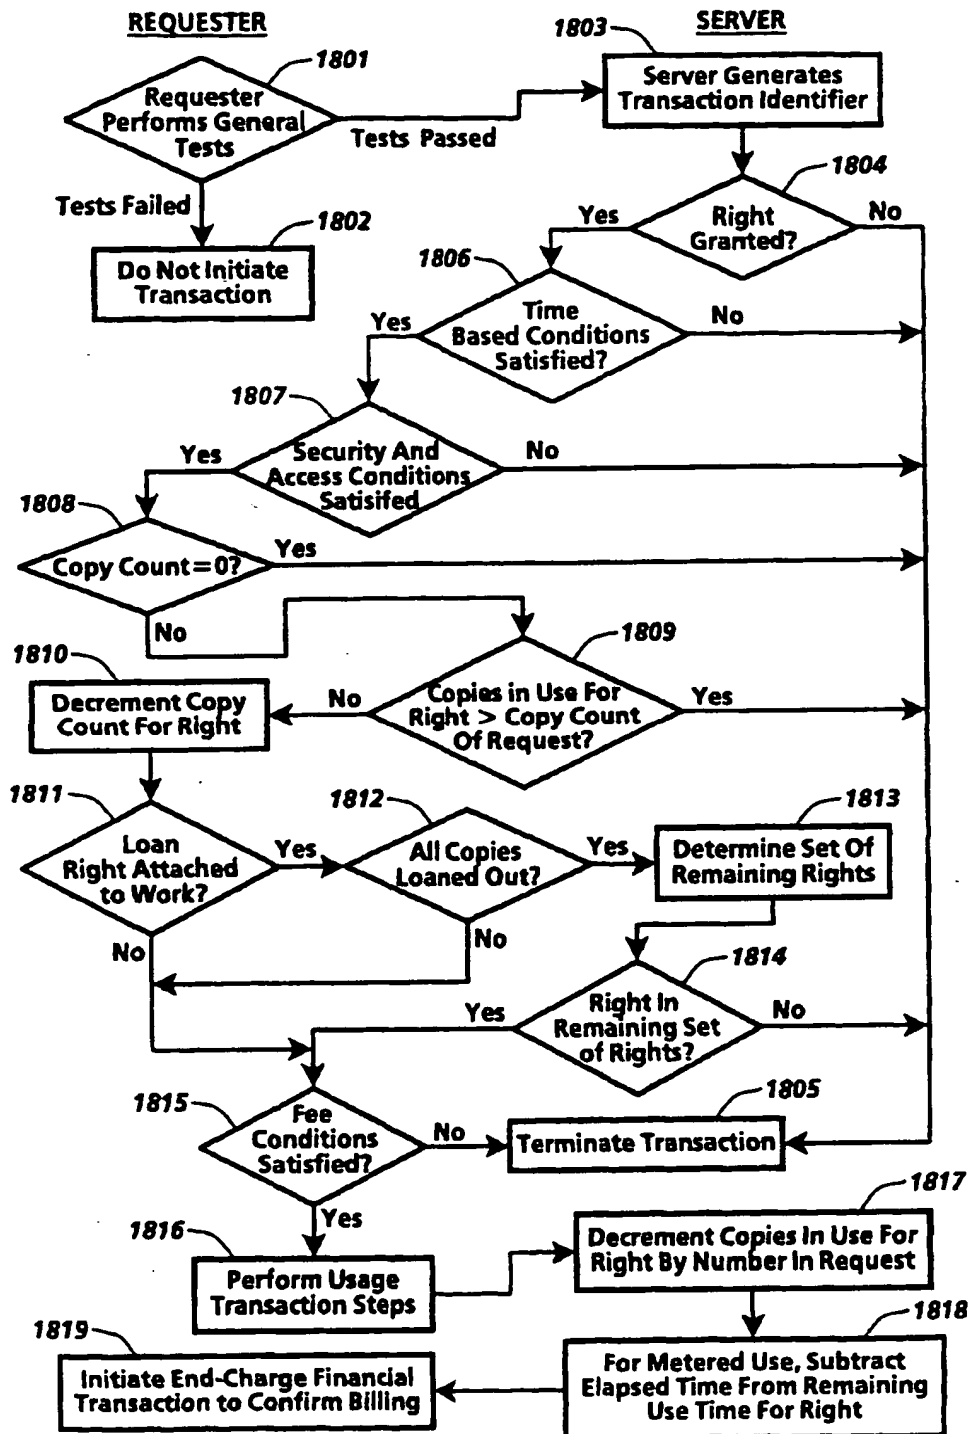 REQUESTER
SERVER
1801
1803
Requester
Performs General
Tests
Tests Passed
Server Generates
Transaction Identifier
Tests Failed
1802
Do Not Initiate
Transaction
1804
Right
Granted?
Yes
No
1806
Time
Based Conditions
Satisfied?
Yes
No
1807
Security And
Access Conditions
Satisifed
Yes
No
1808
Copy Count=0?
Yes
No
1809
Copies in Use For
Right > Copy Count
Of Request?
No
Yes
1810
Decrement Copy
Count For Right
1811
Loan
Right Attached
to Work?
Yes
No
1812
All Copies
Loaned Out?
Yes
No
1813
Determine Set Of
Remaining Rights
1814
Right In
Remaining Set
of Rights?
Yes
No
1815
Fee
Conditions
Satisfied?
No
Yes
1805
Terminate Transaction
1816
Perform Usage
Transaction Steps
1817
Decrement Copies In Use For
Right By Number In Request
1818
For Metered Use, Subtract
Elapsed Time From Remaining
Use Time For Right
1819
Initiate End-Charge Financial
Transaction to Confirm Billing